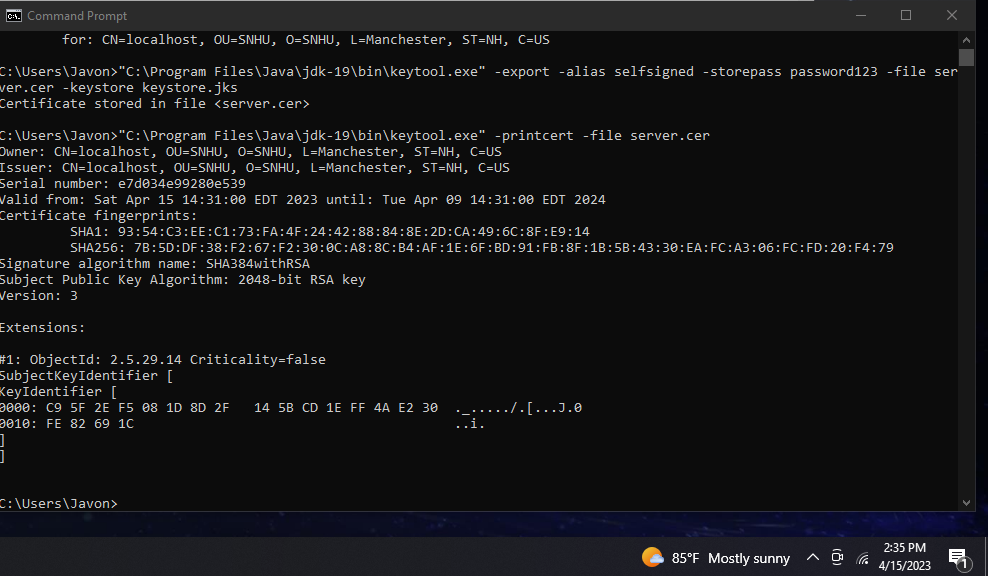 Command Prompt
for: CN=localhost, OU=SNHU, O=SNHU, L=Manchester, ST=NH, C=US
C:\Users\Javon>"C:\Program Files\Java\jdk-19\bin\keytool.exe" -export -alias selfsigned -storepass password123 -file ser
ver.cer -keystore keystore.jks
Certificate stored in file <server.cer>
C:\Users\Javon>"C:\Program Files\Java\jdk-19\bin\keytool.exe" -printcert -file server.cer
Owner: CN=localhost, OU=SNHU, O=SNHU, L=Manchester, ST=NH, C=US
Issuer: CN=localhost, OU=SNHU, O=SNHU, L=Manchester, ST=NH, C=US
Serial number: e7d034e99280e539
Valid from: Sat Apr 15 14:31:00 EDT 2023 until: Tue Apr 09 14:31:00 EDT 2024
Certificate fingerprints:
SHA1: 93:54:C3:EE:C1:73:FA:4F:24:42:88:84:8E:2D:CA:49:6C:8F:E9:14
SHA256: 7B:5D:DF:38:F2:67:F2:30:0C:A8:8C:B4:AF:1E:6F:BD:91:FB:8F:1B:5B:43:30:EA:FC:A3:06:FC:FD:20:F4:79
Signature algorithm name: SHA384withRSA
Subject Public Key Algorithm: 2048-bit RSA key
Version: 3
Extensions:
#1: ObjectId: 2.5.29.14 Criticality=false
SubjectKeyIdentifier [
KeyIdentifier [
0000: C9 5F 2E F5 08 1D 8D 2F   14 5B CD 1E FF 4A E2 30  ._...../.[...J.0
0010: FE 82 69 1C                                        ..i.
]
]
C:\Users\Javon>
85°F Mostly sunny
2:35 PM
4/15/2023
1